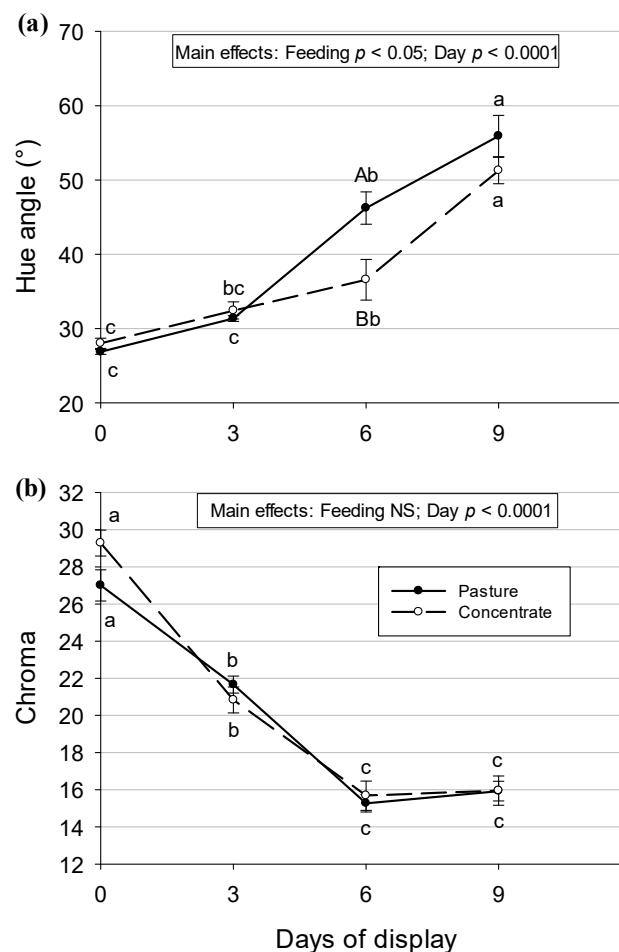 (a)
70
Main effects: Feeding p < 0.05; Day p < 0.0001
a
60
Ab
50
a
Hue angle (°)
40
bc
Bb
c
30
c
c
20
0 3 6 9
(b)
32
Main effects: Feeding NS; Day p < 0.0001
a
30
28
Pasture
26
Concentrate
a
24
b
22
Chroma
20
b
18
c c
16
14
c c
12
0 3 6 9
Days of display